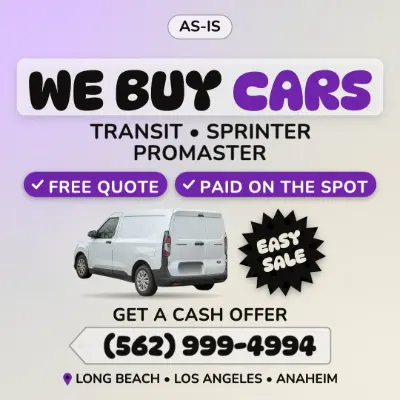 AS-IS
WE BUY CARS
TRANSIT • SPRINTER
PROMASTER
FREE QUOTE
PAID ON THE SPOT
EASY
SALE
GET A CASH OFFER
(562) 999-4994
LONG BEACH • LOS ANGELES • ANAHEIM